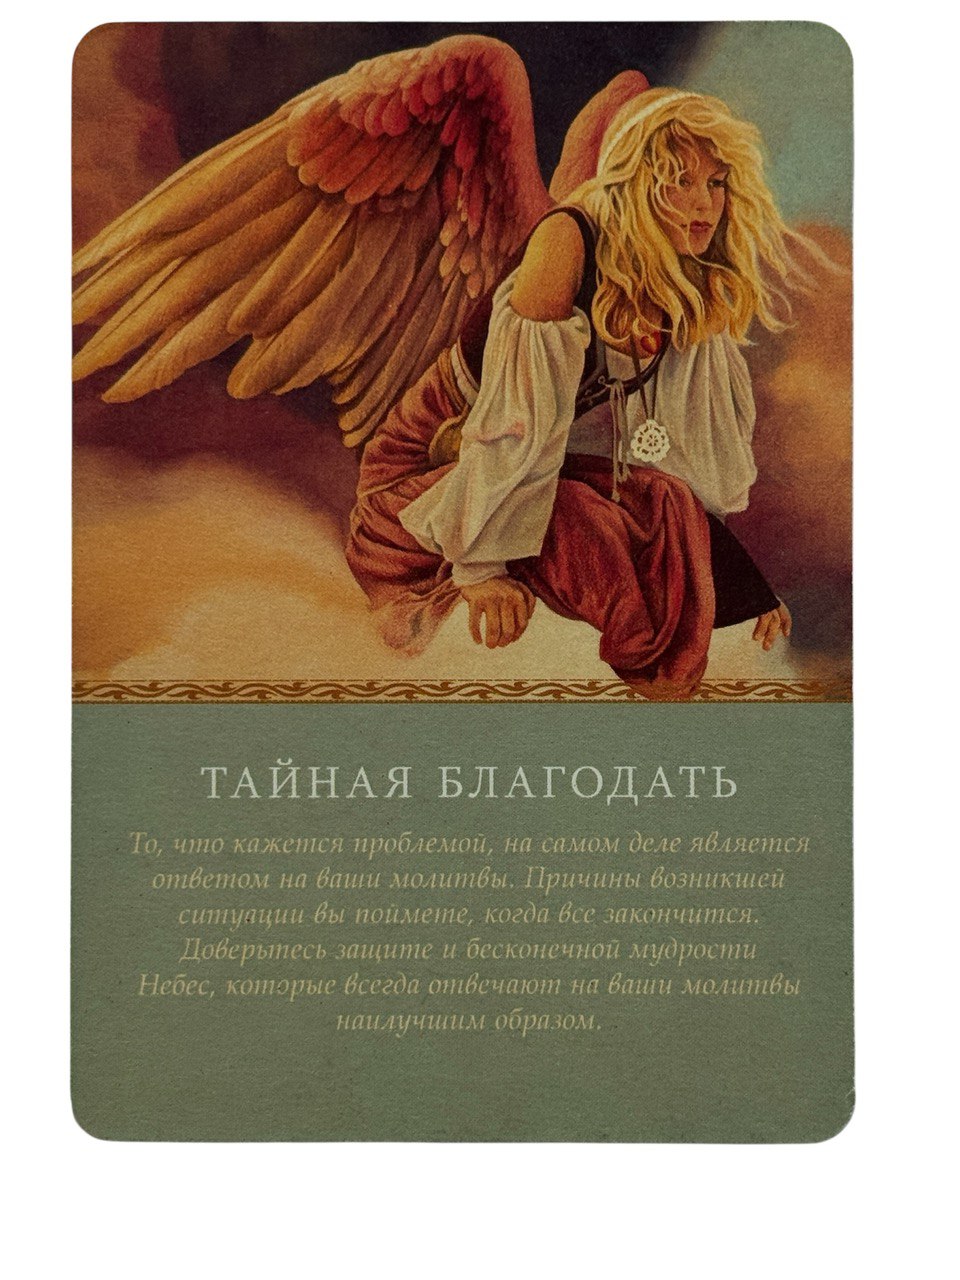 ТАЙНАЯ БЛАГОДАТЬ
То, что кажется проблемой, на самом деле является
ответом на ваши молитвы. Причины возникшей
ситуации вы поймете, когда все закончится.
Доверьтесь защите и бесконечной мудрости
Небес, которые всегда отвечают на ваши молитвы
наилучшим образом.